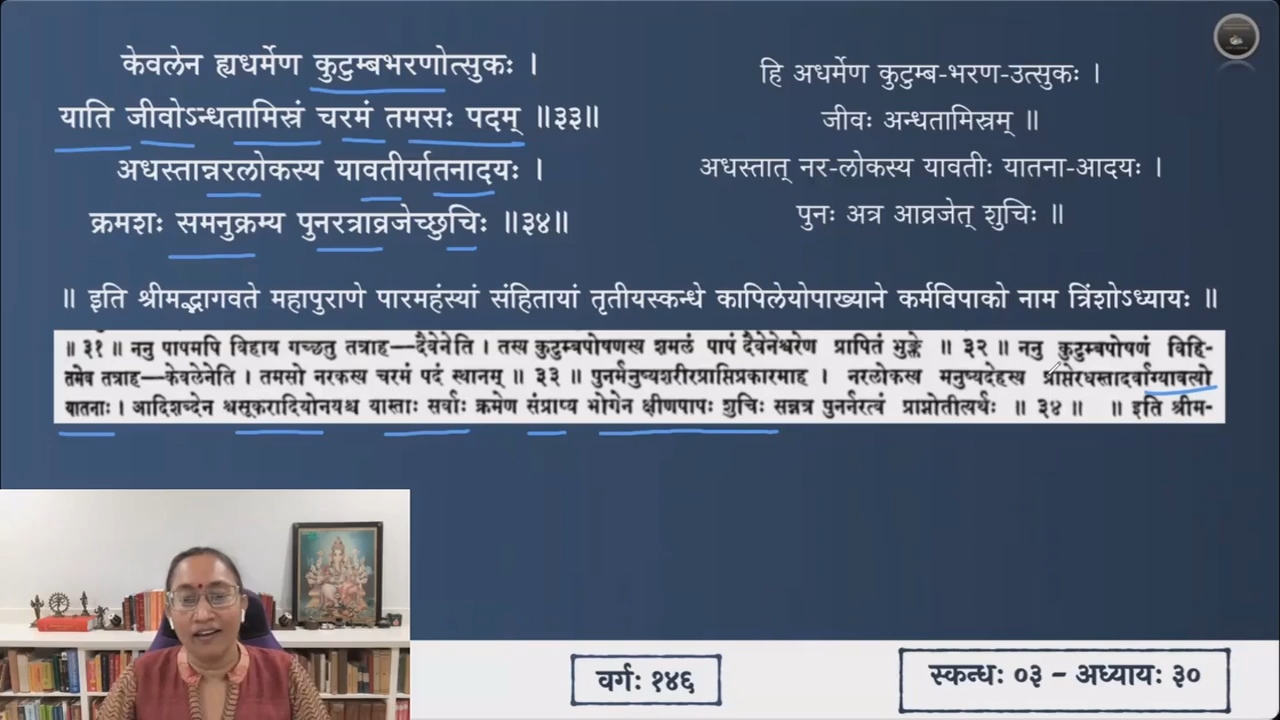 केवलेन ह्यधर्मेण कुटुम्बभरणोत्सुकः ।
याति जीवोऽन्धतामिस्रं चरमं तमसः पदम् ॥३३॥
अधस्तान्नरलोकस्य यावतीर्यातनादयः ।
क्रमशः समनुक्रम्य पुनरत्राव्रजेच्छुचिः ॥३४॥
हि अधर्मेण कुटुम्ब-भरण-उत्सुकः ।
जीवः अन्धतामिस्रम् ॥
अधस्तात् नर-लोकस्य यावतीः यातना-आदयः ।
पुनः अत्र आव्रजेत् शुचिः ॥
॥ इति श्रीमद्भागवते महापुराणे पारमहंस्यां संहितायां तृतीयस्कन्धे कापिलेयोपाख्याने कर्मविपाको नाम त्रिंशोऽध्यायः ॥
॥ ३१ ॥ ननु पापमपि विहाय गच्छतु तत्राह—दैवेनेति । तस्य कुटुम्बपोषणस्य शमलं पापं दैवेनेश्वरेण प्रापितं भुङ्के ॥ ३२ ॥ ननु कुटुम्बपोषणं विहि-
तमेव तत्राह—केवलेनेति । तमसो नरकस्य चरमं पदं स्थानम् ॥ ३३ ॥ पुनर्मनुष्यशरीरप्राप्तिप्रकारमाह । नरलोकस्य मनुष्यदेहस्य प्राप्तेरधस्तादर्वाग्यावत्यो
यातनाः । आदिशब्देन श्वसूकरादियोनयश्च यास्ताः सर्वाः क्रमेण संप्राप्य भोगेन क्षीणपापः शुचिः सन्नत्र पुनर्नरत्वं प्राप्नोतीत्यर्थः ॥ ३४ ॥ ॥ इति श्रीम-
वर्गः १४६
स्कन्धः ०३ – अध्यायः ३०